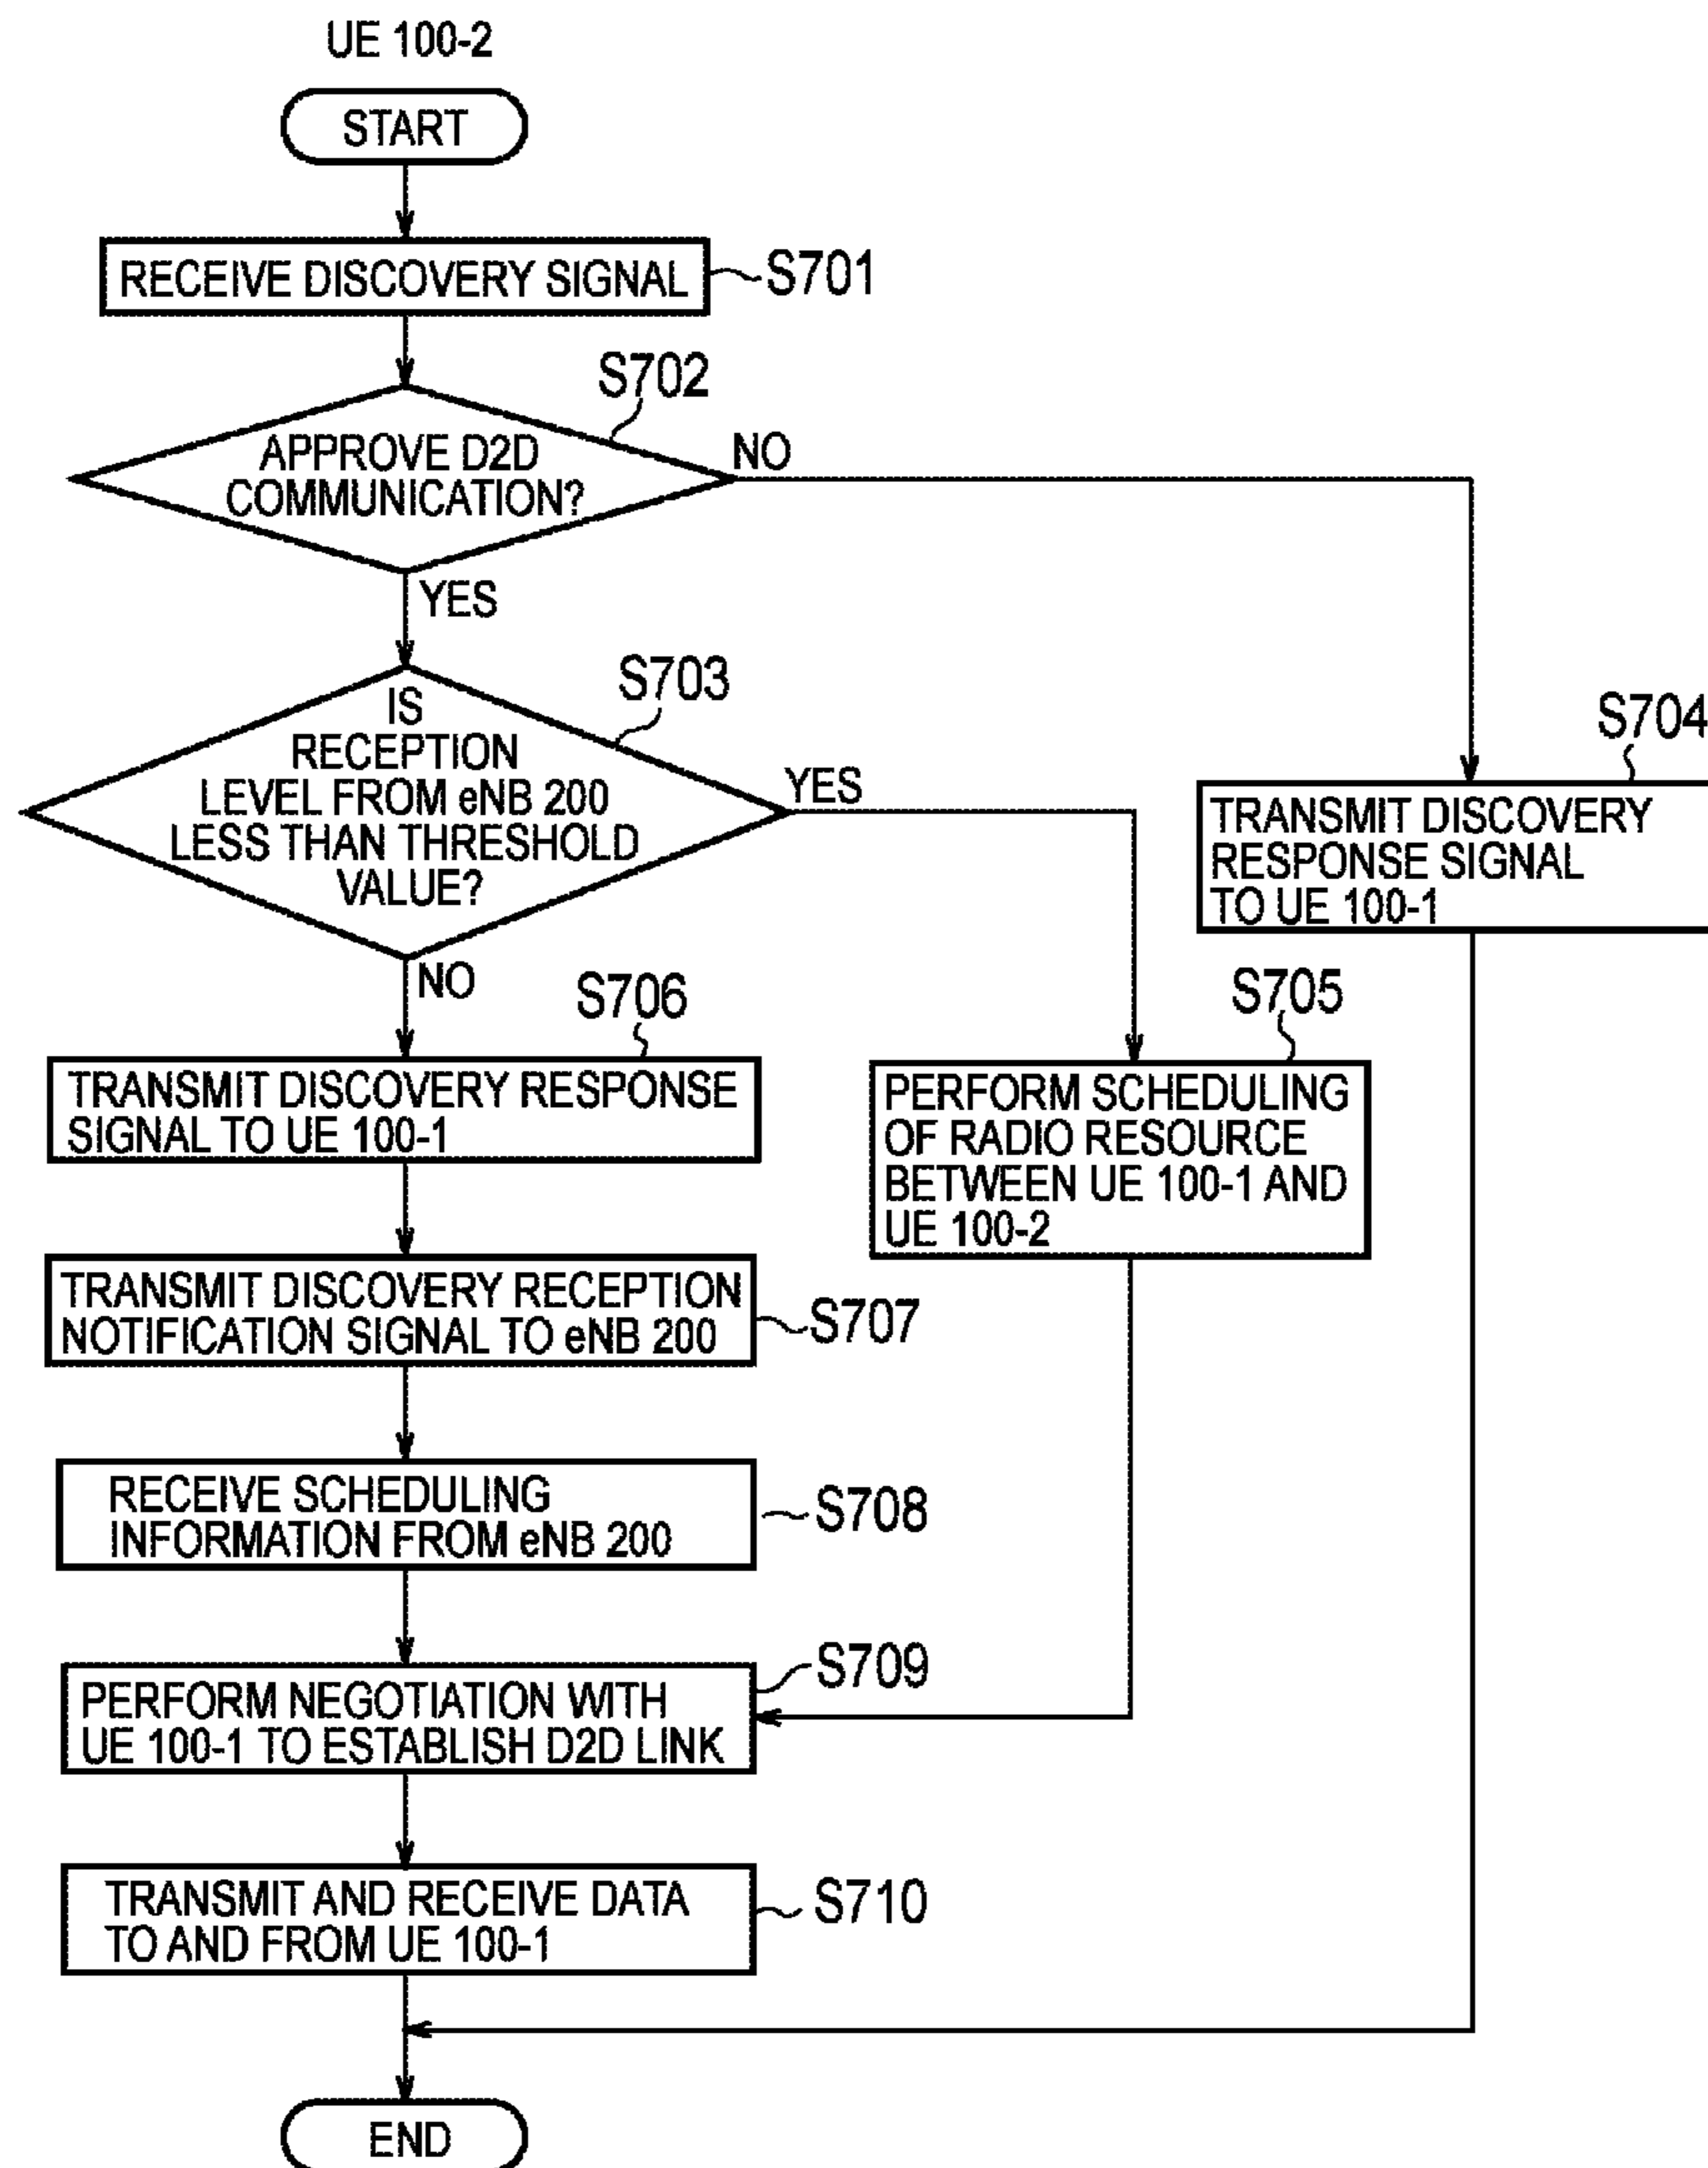 UE 100-2
START
RECEIVE DISCOVERY SIGNAL
S701
S702
APPROVE D2D
COMMUNICATION?
NO
YES
S703
IS
RECEPTION
LEVEL FROM eNB 200
LESS THAN THRESHOLD
VALUE?
YES
NO
S704
TRANSMIT DISCOVERY
RESPONSE SIGNAL
TO UE 100-1
S705
PERFORM SCHEDULING
OF RADIO RESOURCE
BETWEEN UE 100-1 AND
UE 100-2
S706
TRANSMIT DISCOVERY RESPONSE
SIGNAL TO UE 100-1
TRANSMIT DISCOVERY RECEPTION
NOTIFICATION SIGNAL TO eNB 200
S707
RECEIVE SCHEDULING
INFORMATION FROM eNB 200
S708
S709
PERFORM NEGOTIATION WITH
UE 100-1 TO ESTABLISH D2D LINK
TRANSMIT AND RECEIVE DATA
TO AND FROM UE 100-1
S710
END